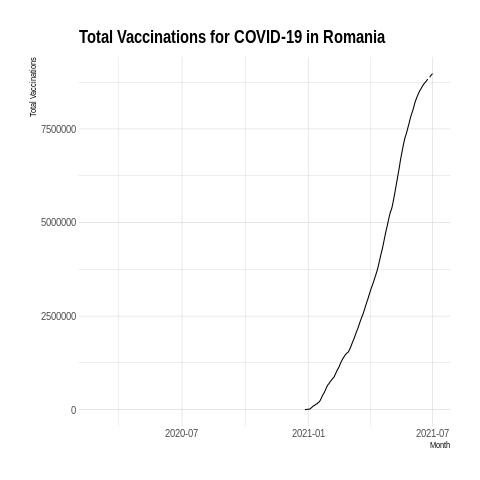 Total Vaccinations for COVID-19 in Romania
Total Vaccinations
7500000
5000000
2500000
0
2020-07
2021-01
2021-07
Month